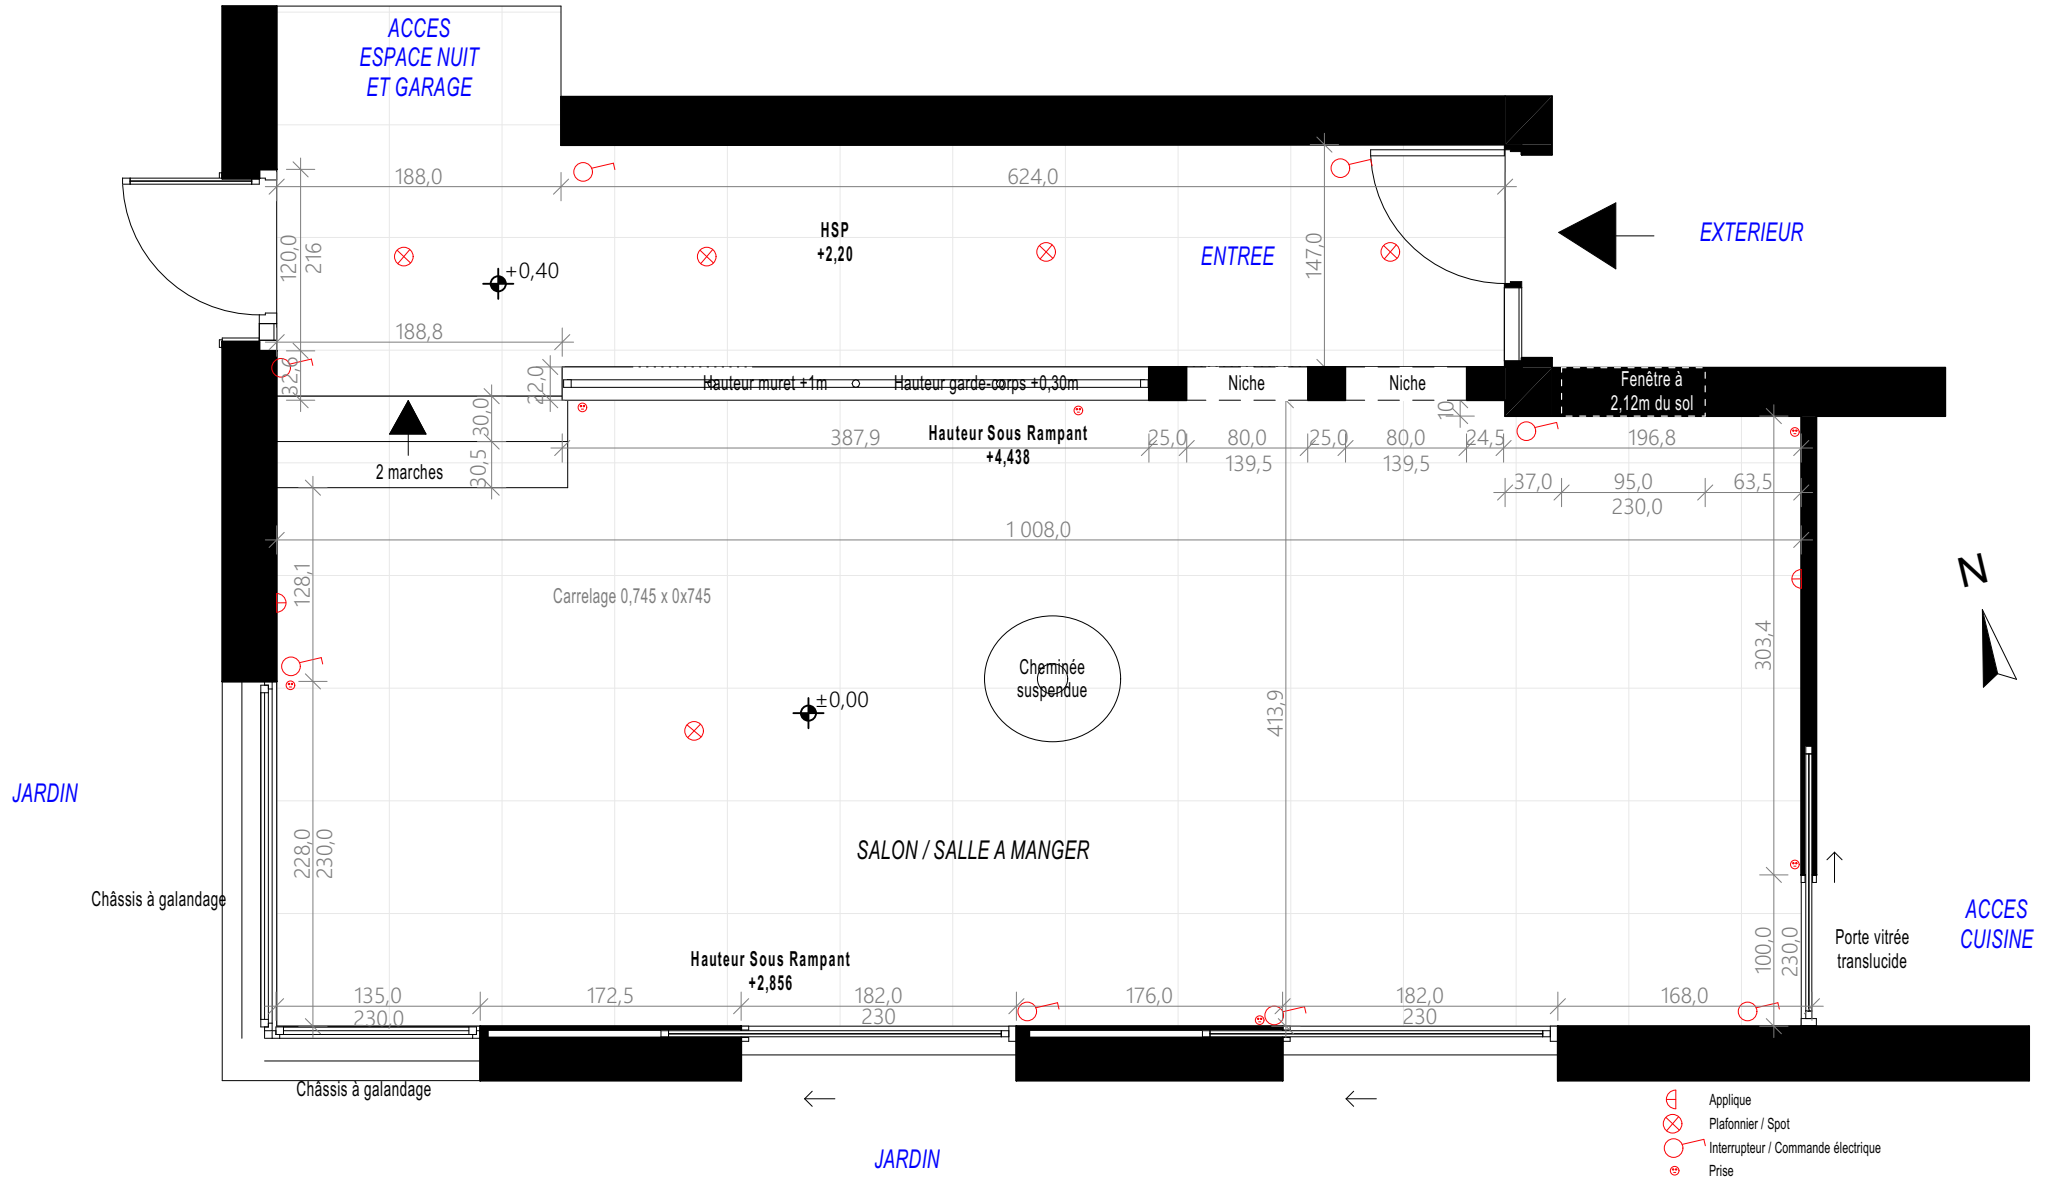 ACCES
ESPACE NUIT
ET GARAGE
188,0
624,0
HSP
+2,20
ENTREE
EXTERIEUR
120,0
216
147,0
+0,40
188,8
32,6
22,0
Hauteur muret +1m
Hauteur garde-corps +0,30m
Niche
Niche
Fenêtre à
2,12m du sol
30,0
10
Hauteur Sous Rampant
+4,438
387,9
25,0
80,0
25,0
80,0
24,5
196,8
139,5
139,5
2 marches
30,5
37,0
95,0
63,5
230,0
1 008,0
N
128,1
Carrelage 0,745 x 0x745
303,4
Cheminée
suspendue
±0,00
413,9
JARDIN
228,0
230,0
SALON / SALLE A MANGER
Châssis à galandage
ACCES
CUISINE
Porte vitrée
translucide
100,0
230,0
Hauteur Sous Rampant
+2,856
135,0
172,5
182,0
176,0
182,0
168,0
230,0
230
230
Châssis à galandage
Applique
Plafonnier / Spot
Interrupteur / Commande électrique
Prise
JARDIN